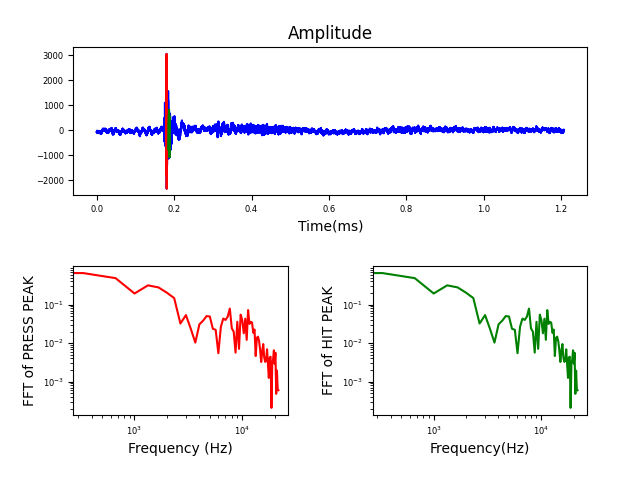 Amplitude
3000
2000
1000
0
−1000
−2000
0.0 0.2 0.4 0.6 0.8 1.0 1.2
Time(ms)
FFT of PRESS PEAK
10⁻¹
10⁻²
10⁻³
10³ 10⁴
Frequency (Hz)
FFT of HIT PEAK
10⁻¹
10⁻²
10⁻³
10³ 10⁴
Frequency(Hz)